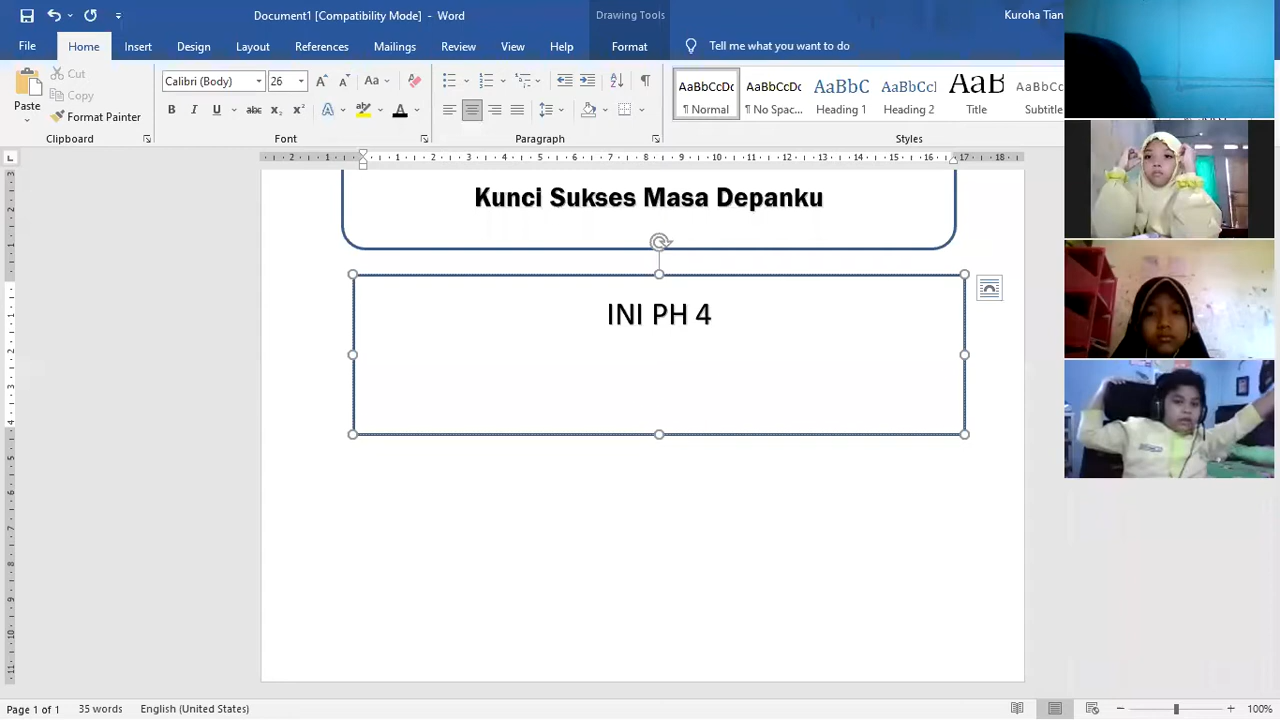 Document1 [Compatibility Mode] - Word
Drawing Tools
Kuroha Tian
File Home Insert Design Layout References Mailings Review View Help Format Tell me what you want to do
Paste
Cut
Copy
Format Painter
Clipboard
Calibri (Body) 26
Font
Paragraph
AaBbCcDc ¶ Normal
AaBbCcDc ¶ No Spac...
AaBbC Heading 1
AaBbC Heading 2
AaB Title
AaBbCcD Subtitle
Styles
Kunci Sukses Masa Depanku
INI PH 4
Page 1 of 1 35 words English (United States) 100%